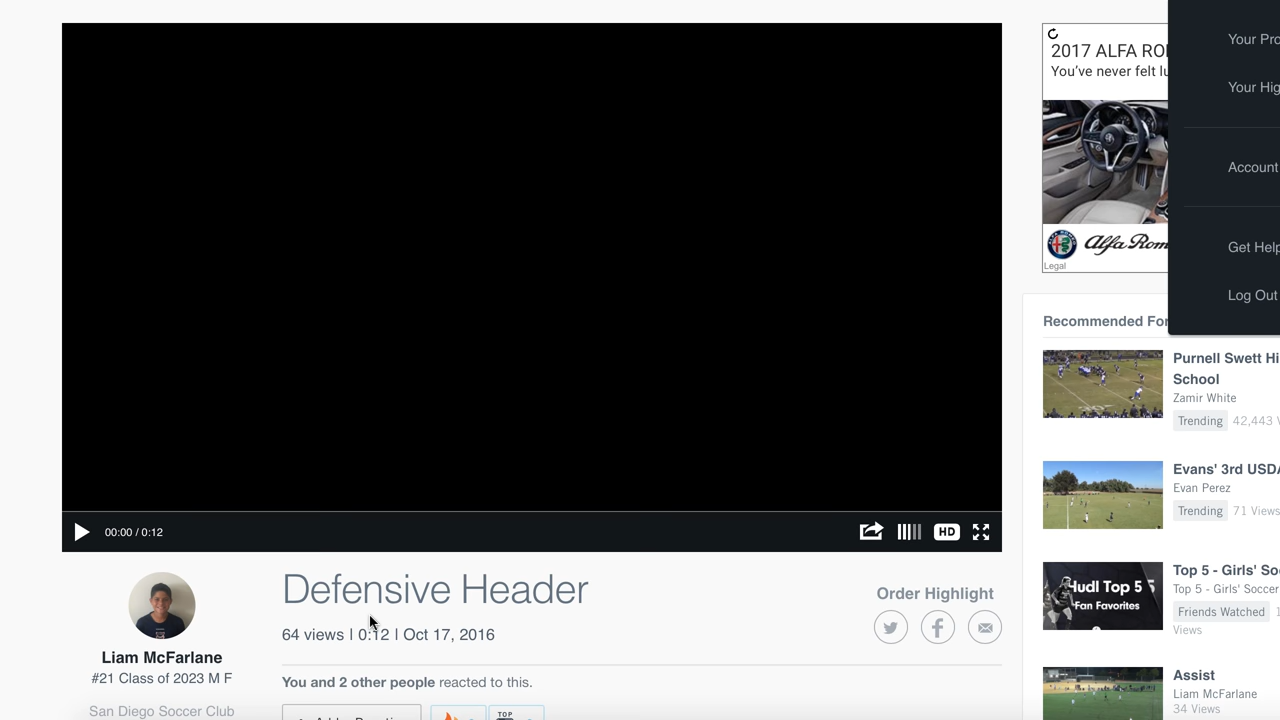 2017 ALFA RO
You've never felt lu
Alfa Rom
Legal
Your Pro
Your Hig
Account
Get Help
Log Out
00:00 / 0:12
HD
Liam McFarlane
#21 Class of 2023 M F
San Diego Soccer Club
Defensive Header
64 views | 0:12 | Oct 17, 2016
Order Highlight
You and 2 other people reacted to this.
TOP
Recommended For
Purnell Swett Hi
School
Zamir White
Trending 42,443 V
Evans' 3rd USDA
Evan Perez
Trending 71 Views
Hudl Top 5
Fan Favorites
Top 5 - Girls' So
Top 5 - Girls' Soccer
Friends Watched 1
Views
Assist
Liam McFarlane
34 Views